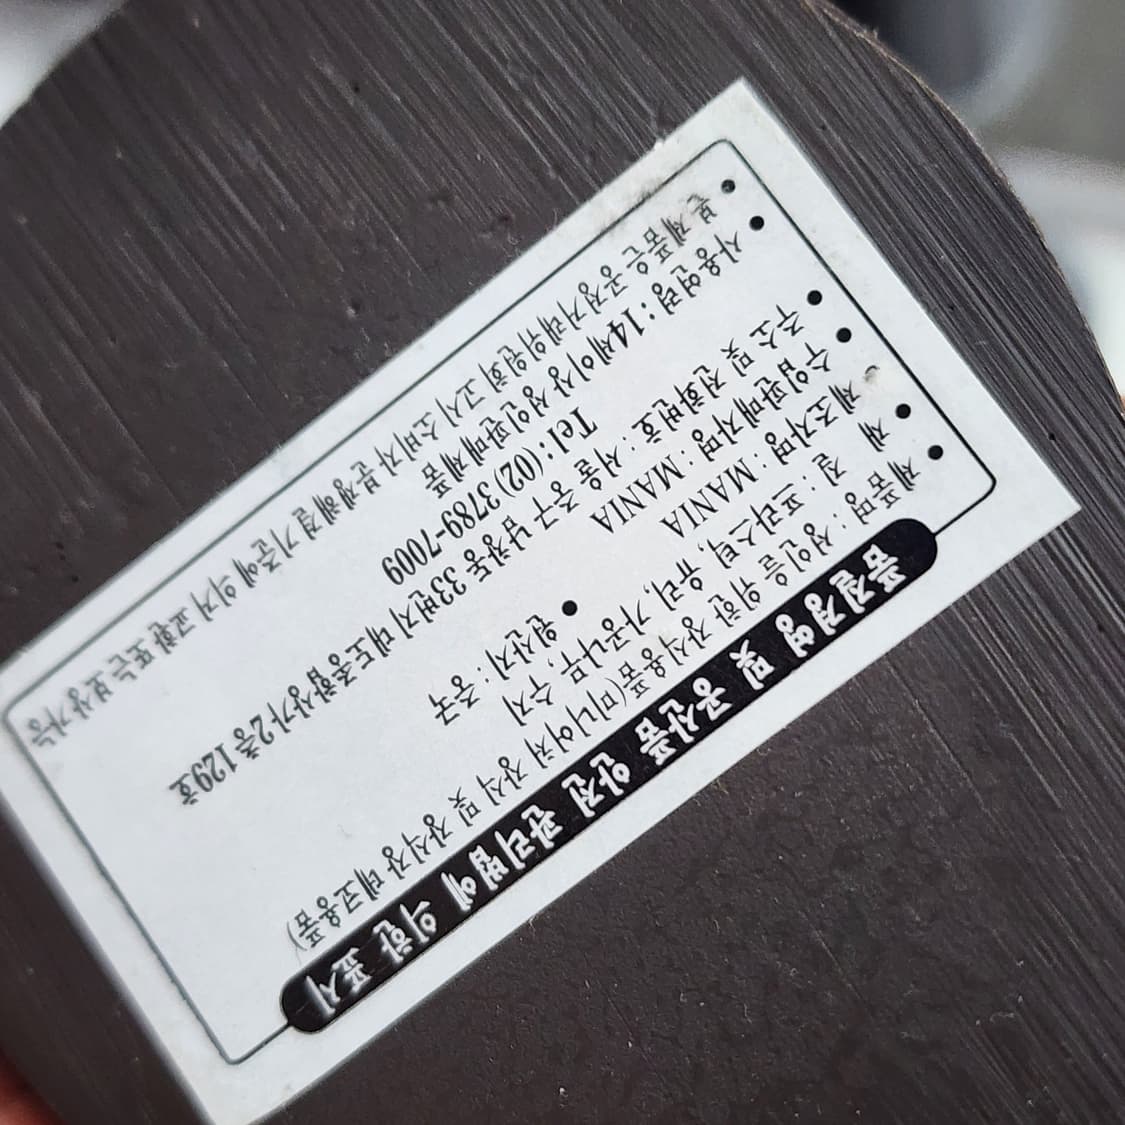 품질경영 및 공산품 안전 관리법에 의한 표시
• 제품명 : 성인을 위한 장식용품(미니어처 장식 및 장식장 데코용품)
• 재 질 : 프라스틱, 유리, 가공나무, 수지
제조자명 : MANIA • 원산지 : 중국
• 수입판매자명 : MANIA
• 주소 및 전화번호 : 서울 중구 남창동 33번지 대도종합상가 2층 129호
Tel : (02) 3789-7009
• 사용연령 : 14세이상 성인판매제품
• 본제품은 공정거래위원회 고시 소비자 분쟁해결기준에 의거 교환 또는 보상 가능